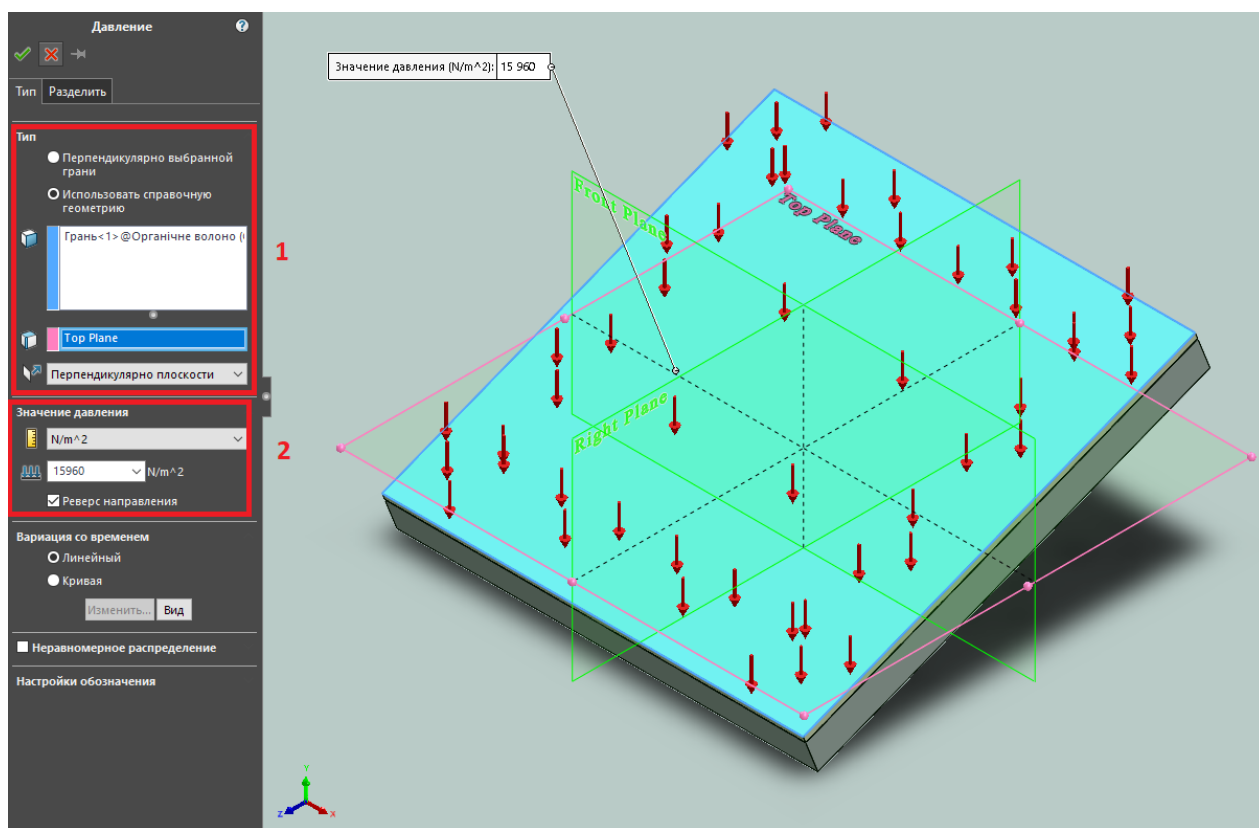 Давление
Тип Разделить
Тип
Перпендикулярно выбранной
грани
Использовать справочную
геометрию
Грань<1>@Органічне волоно (
1
Top Plane
Перпендикулярно плоскости
Значение давления
N/m^2
2
15960 N/m^2
Реверс направления
Вариация со временем
Линейный
Кривая
Изменить... Вид
Неравномерное распределение
Настройки обозначения
Значение давления (N/m^2): 15 960
Front Plane
Top Plane
Right Plane
Y
Z
X